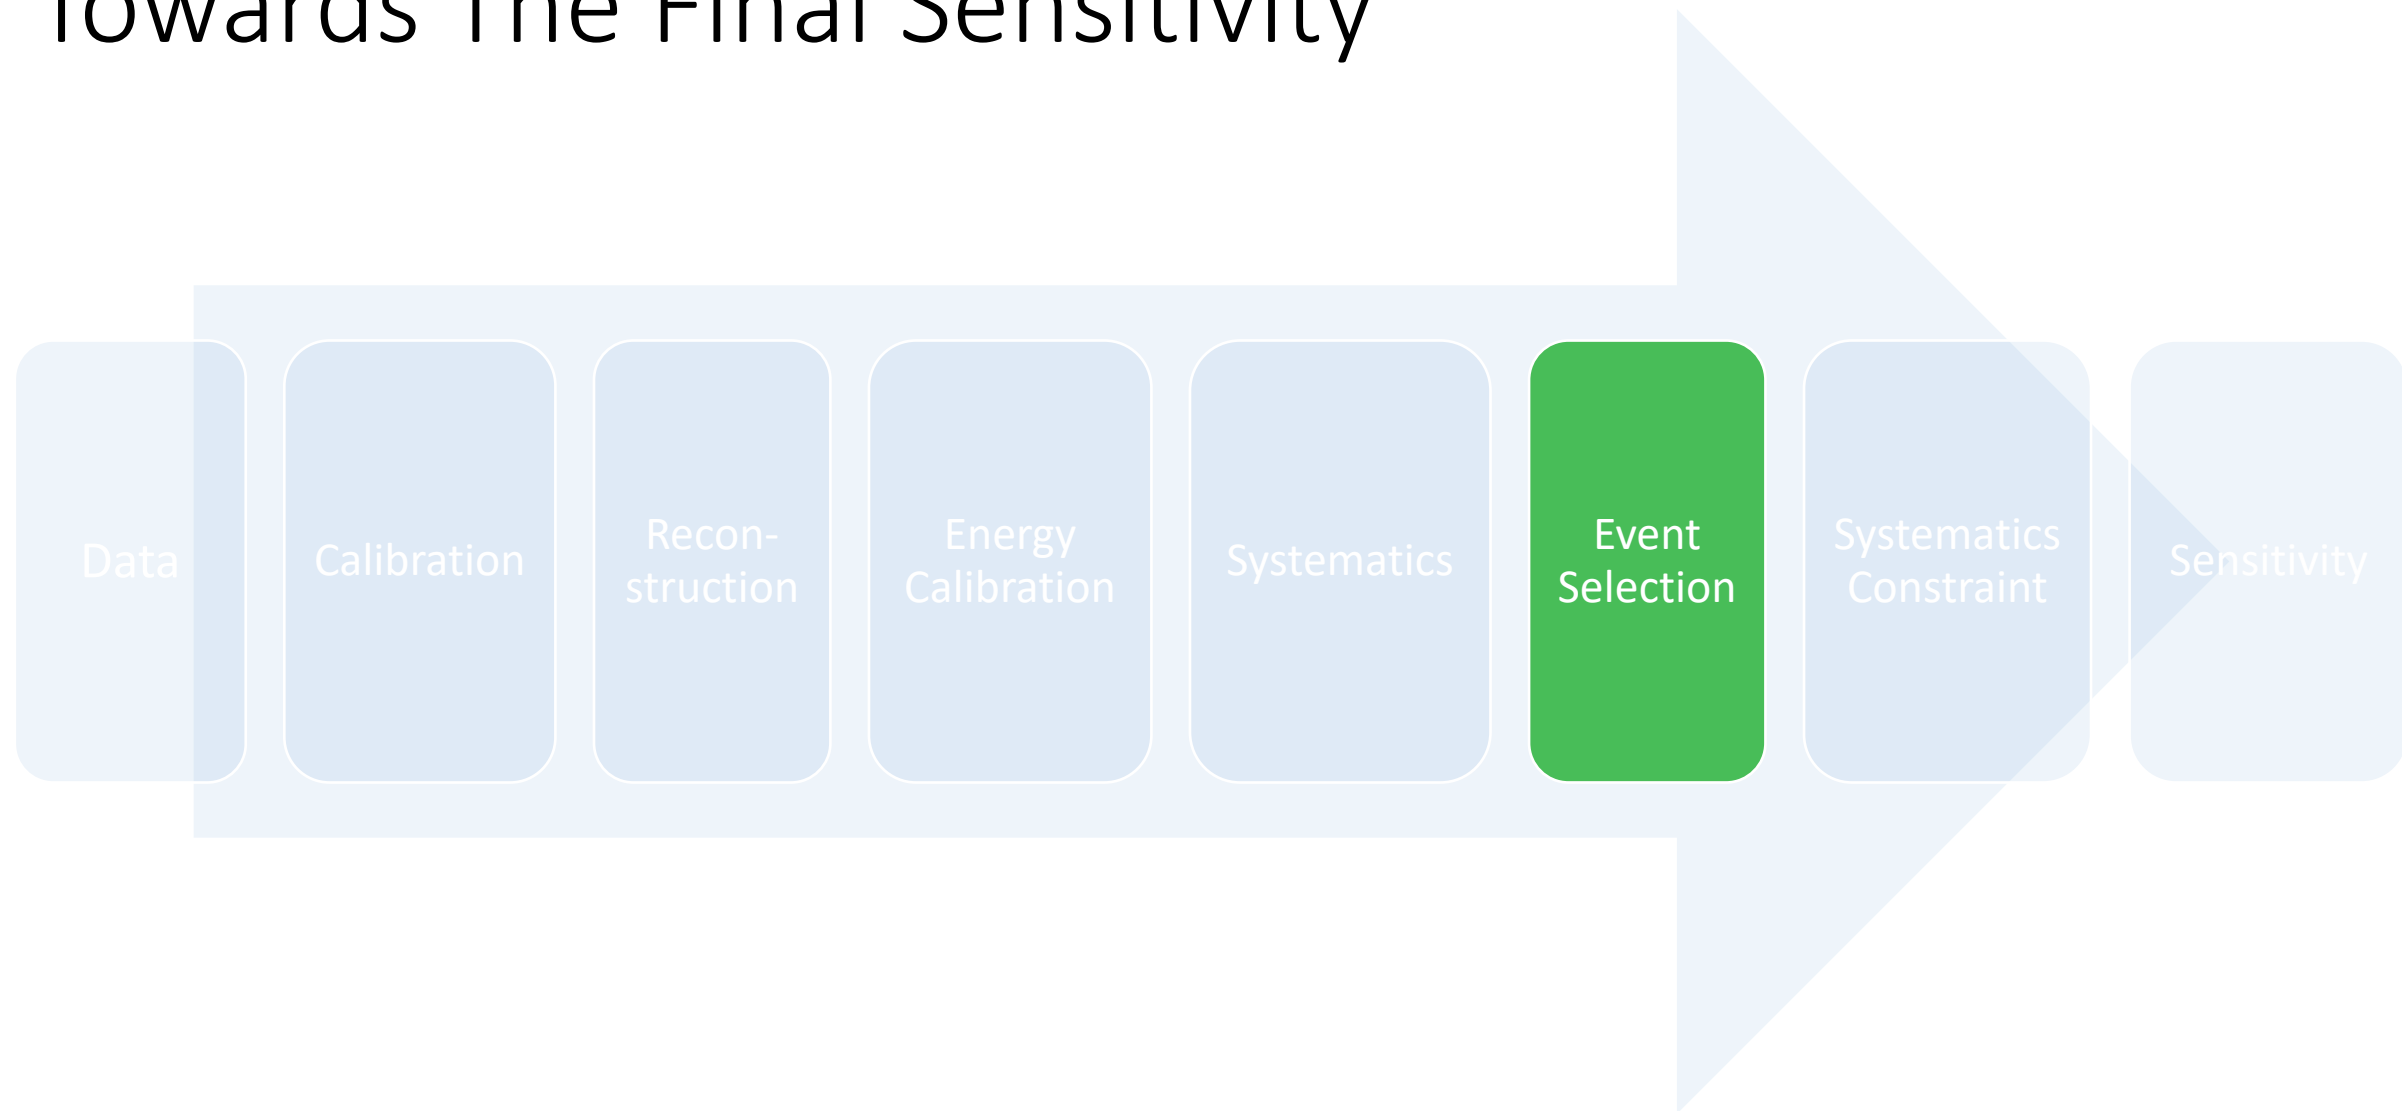 Towards The Final Sensitivity
Data
Calibration
Recon-
struction
Energy
Calibration
Systematics
Event
Selection
Systematics
Constraint
Sensitivity